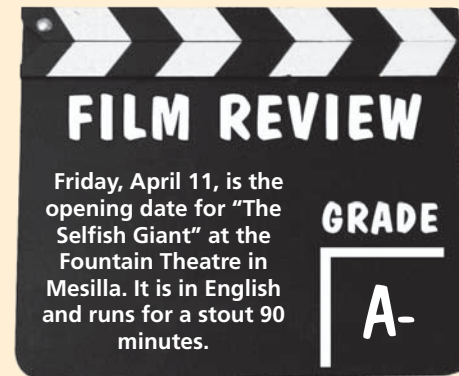 FILM REVIEW
Friday, April 11, is the
opening date for “The
Selfish Giant” at the
Fountain Theatre in
Mesilla. It is in English
and runs for a stout 90
minutes.
GRADE
A-